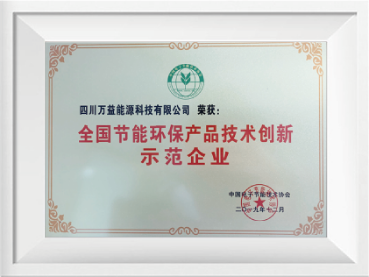 四川万益能源科技有限公司 荣获：
全国节能环保产品技术创新
示范企业
中国电子节能技术协会
二〇一九年十二月